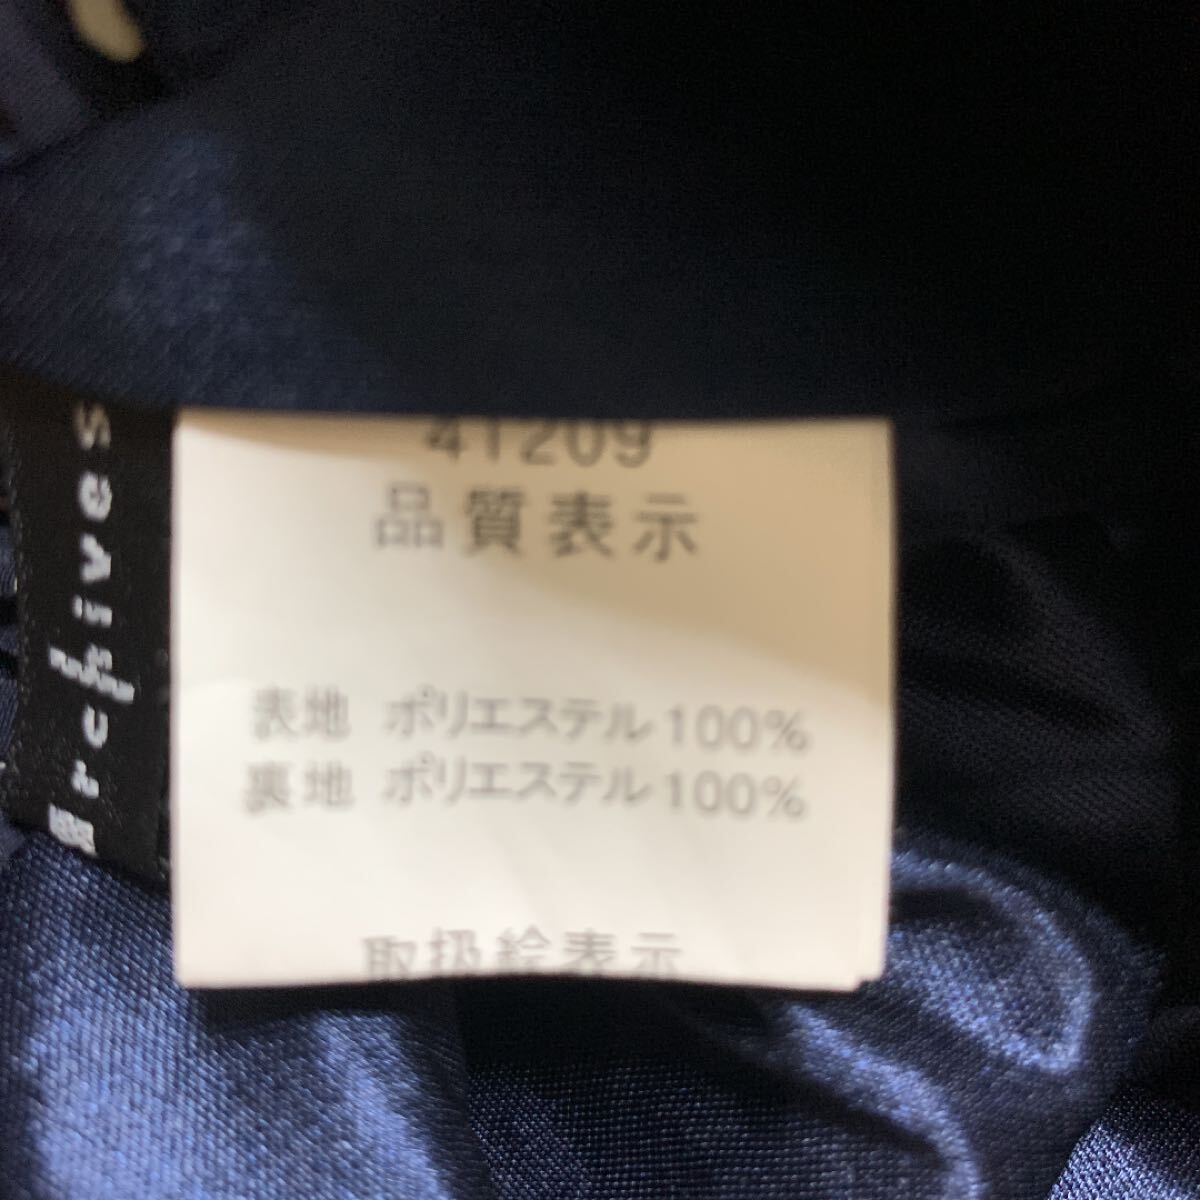 41209
品質表示
表地 ポリエステル100%
裏地 ポリエステル100%
取扱絵表示